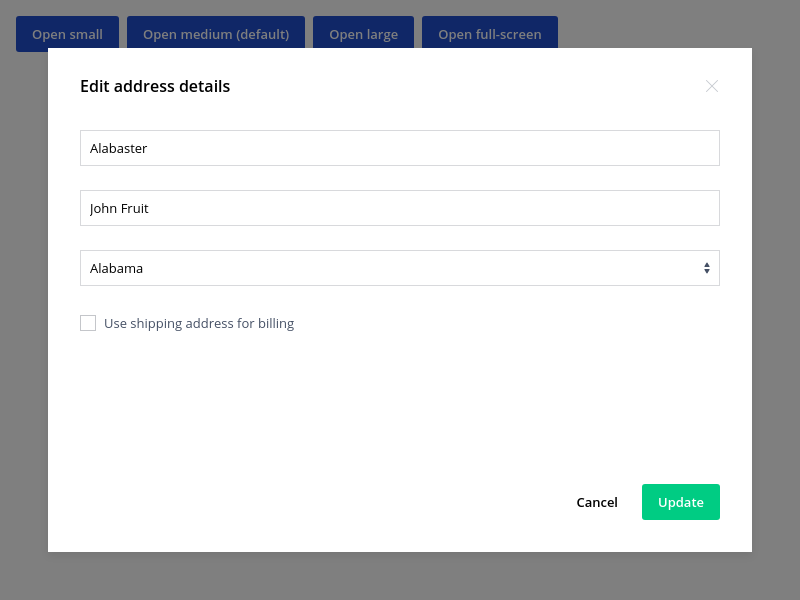 Open small Open medium (default) Open large Open full-screen
Edit address details
Alabaster
John Fruit
Alabama
Use shipping address for billing
Cancel Update